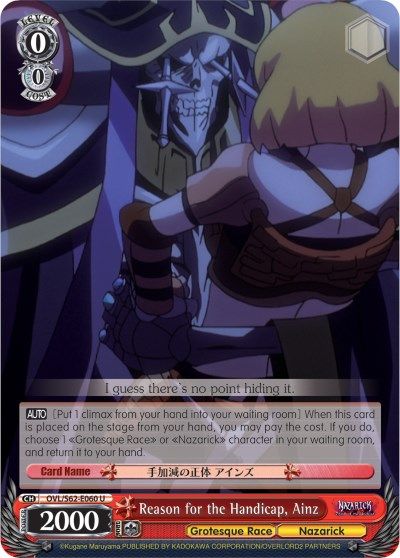 LEVEL
0
0
COST
I guess there's no point hiding it.
AUTO [Put 1 climax from your hand into your waiting room] When this card
is placed on the stage from your hand, you may pay the cost. If you do,
choose 1 «Grotesque Race» or «Nazarick» character in your waiting room,
and return it to your hand.
Card Name 手加減の正体 アインズ
CH OVL/S62-E060 U
POWER 2000
Reason for the Handicap, Ainz
NAZARICK
Grotesque Race Nazarick
©Kugane Maruyama,PUBLISHED BY KADOKAWA CORPORATION/OVERLORD2 PARTNERS